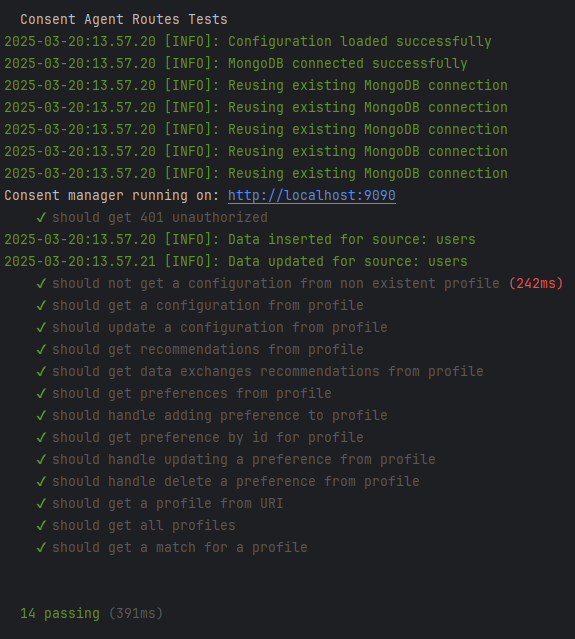 Consent Agent Routes Tests
2025-03-20:13.57.20 [INFO]: Configuration loaded successfully
2025-03-20:13.57.20 [INFO]: MongoDB connected successfully
2025-03-20:13.57.20 [INFO]: Reusing existing MongoDB connection
2025-03-20:13.57.20 [INFO]: Reusing existing MongoDB connection
2025-03-20:13.57.20 [INFO]: Reusing existing MongoDB connection
2025-03-20:13.57.20 [INFO]: Reusing existing MongoDB connection
2025-03-20:13.57.20 [INFO]: Reusing existing MongoDB connection
Consent manager running on: http://localhost:9090
✓ should get 401 unauthorized
2025-03-20:13.57.20 [INFO]: Data inserted for source: users
2025-03-20:13.57.21 [INFO]: Data updated for source: users
✓ should not get a configuration from non existent profile (242ms)
✓ should get a configuration from profile
✓ should update a configuration from profile
✓ should get recommendations from profile
✓ should get data exchanges recommendations from profile
✓ should get preferences from profile
✓ should handle adding preference to profile
✓ should get preference by id for profile
✓ should handle updating a preference from profile
✓ should handle delete a preference from profile
✓ should get a profile from URI
✓ should get all profiles
✓ should get a match for a profile
14 passing (391ms)